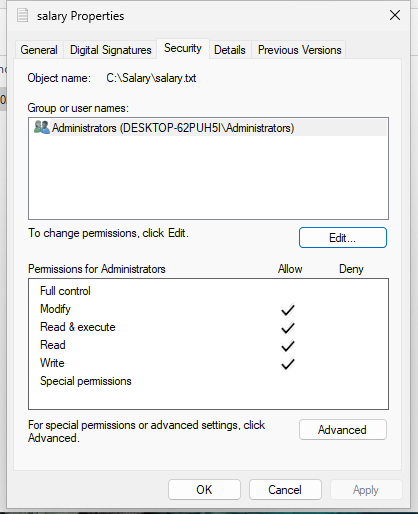 salary Properties
General Digital Signatures Security Details Previous Versions
Object name: C:\Salary\salary.txt
Group or user names:
Administrators (DESKTOP-62PUH5I\Administrators)
To change permissions, click Edit.
Edit...
Permissions for Administrators Allow Deny
Full control
Modify
Read & execute
Read
Write
Special permissions
For special permissions or advanced settings, click
Advanced.
Advanced
OK Cancel Apply